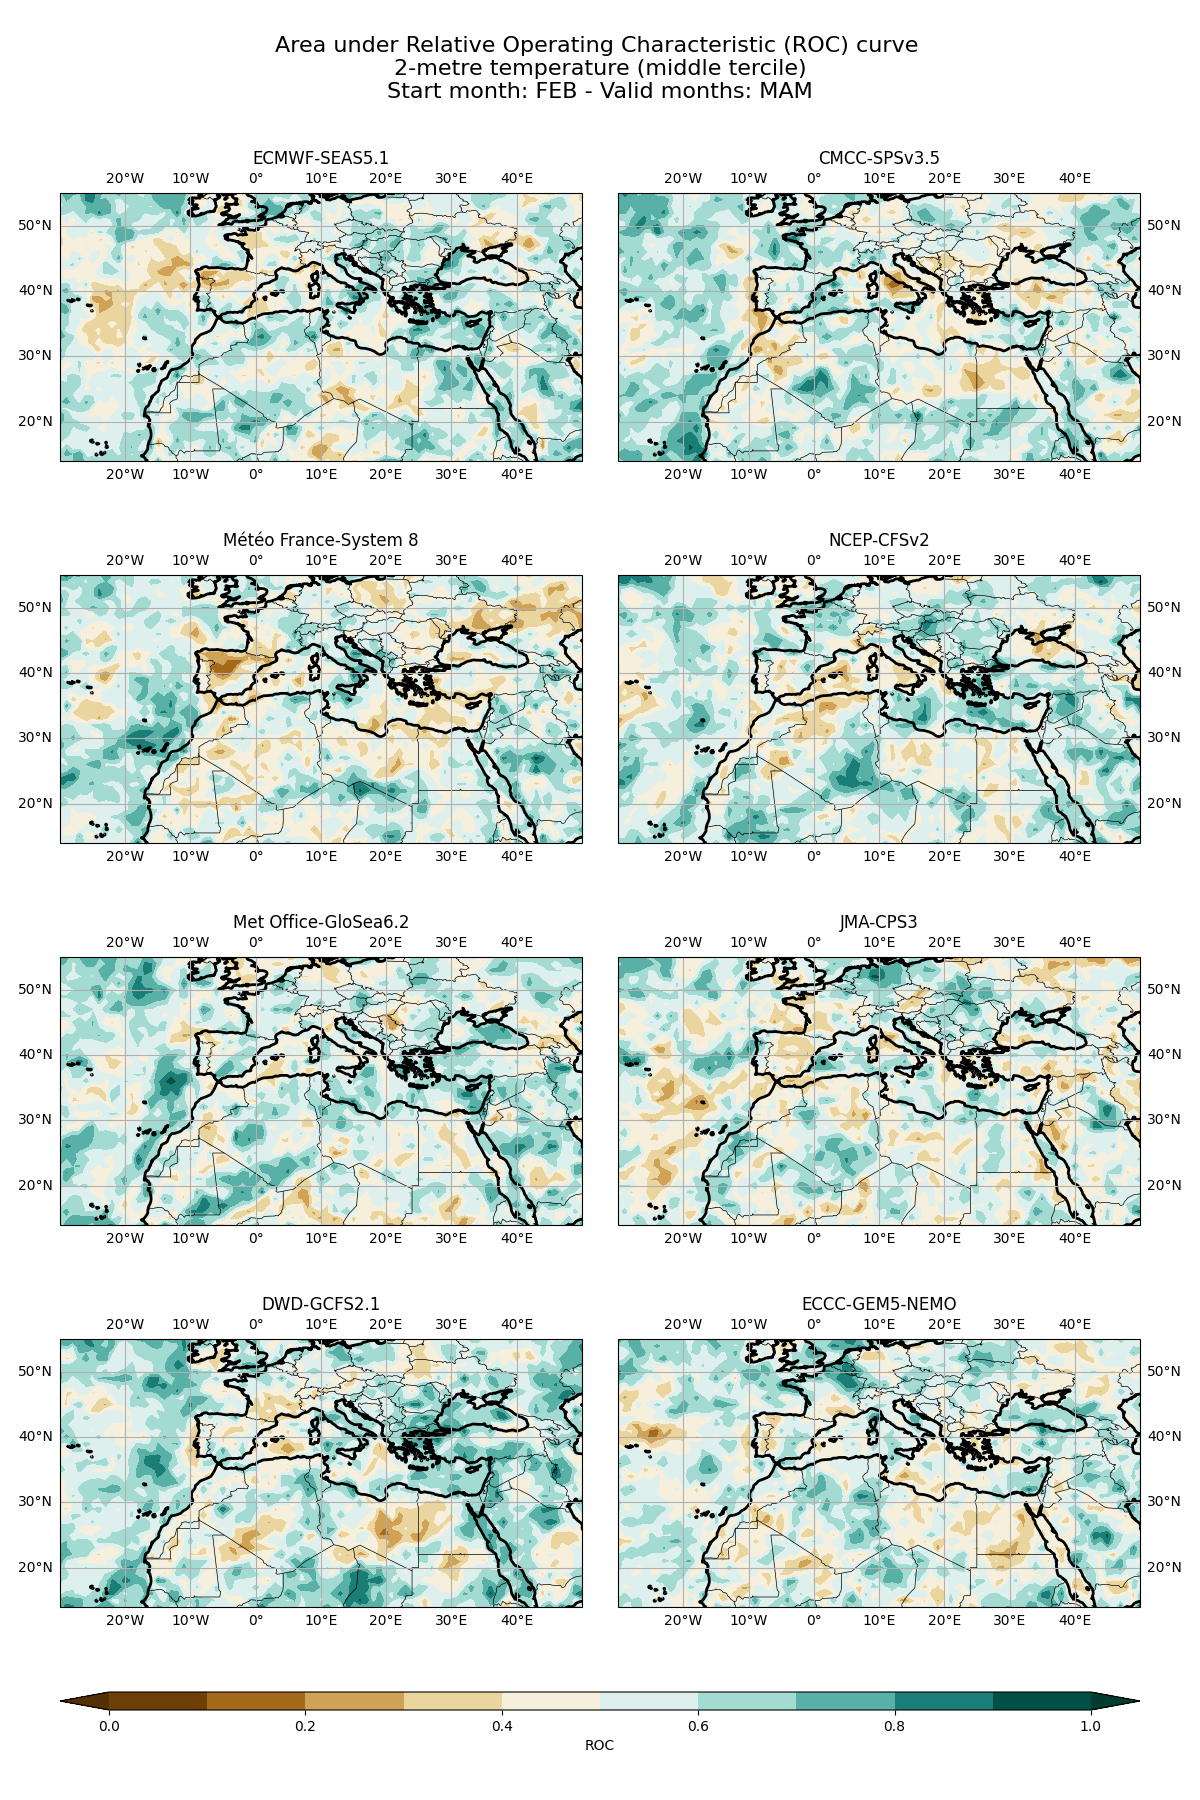 Area under Relative Operating Characteristic (ROC) curve
2-metre temperature (middle tercile)
Start month: FEB - Valid months: MAM
ECMWF-SEAS5.1
20°W 10°W 0° 10°E 20°E 30°E 40°E
50°N
40°N
30°N
20°N
20°W 10°W 0° 10°E 20°E 30°E 40°E
CMCC-SPSv3.5
20°W 10°W 0° 10°E 20°E 30°E 40°E
50°N
40°N
30°N
20°N
20°W 10°W 0° 10°E 20°E 30°E 40°E
Météo France-System 8
20°W 10°W 0° 10°E 20°E 30°E 40°E
50°N
40°N
30°N
20°N
20°W 10°W 0° 10°E 20°E 30°E 40°E
NCEP-CFSv2
20°W 10°W 0° 10°E 20°E 30°E 40°E
50°N
40°N
30°N
20°N
20°W 10°W 0° 10°E 20°E 30°E 40°E
Met Office-GloSea6.2
20°W 10°W 0° 10°E 20°E 30°E 40°E
50°N
40°N
30°N
20°N
20°W 10°W 0° 10°E 20°E 30°E 40°E
JMA-CPS3
20°W 10°W 0° 10°E 20°E 30°E 40°E
50°N
40°N
30°N
20°N
20°W 10°W 0° 10°E 20°E 30°E 40°E
DWD-GCFS2.1
20°W 10°W 0° 10°E 20°E 30°E 40°E
50°N
40°N
30°N
20°N
20°W 10°W 0° 10°E 20°E 30°E 40°E
ECCC-GEM5-NEMO
20°W 10°W 0° 10°E 20°E 30°E 40°E
50°N
40°N
30°N
20°N
20°W 10°W 0° 10°E 20°E 30°E 40°E
0.0 0.2 0.4 0.6 0.8 1.0
ROC